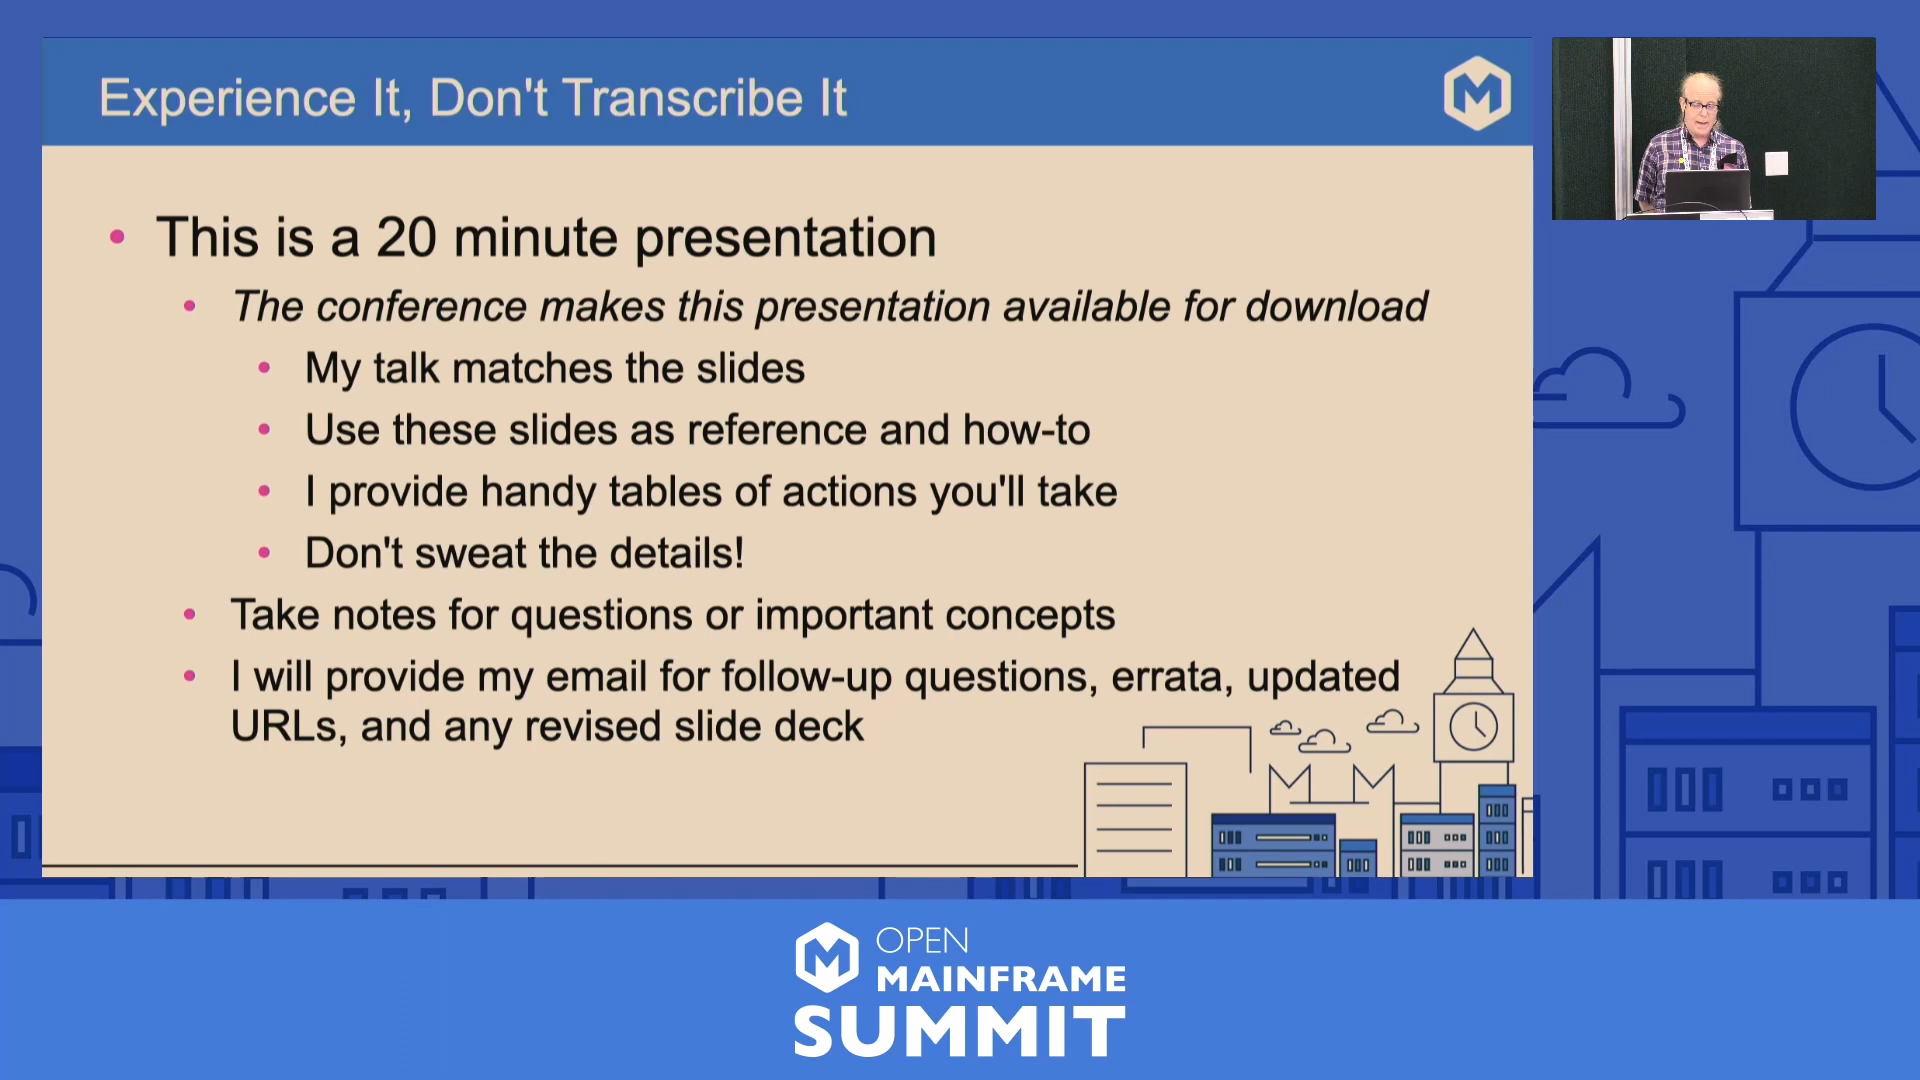 Experience It, Don't Transcribe It
This is a 20 minute presentation
The conference makes this presentation available for download
My talk matches the slides
Use these slides as reference and how-to
I provide handy tables of actions you'll take
Don't sweat the details!
Take notes for questions or important concepts
I will provide my email for follow-up questions, errata, updated
URLs, and any revised slide deck
OPEN
MAINFRAME
SUMMIT